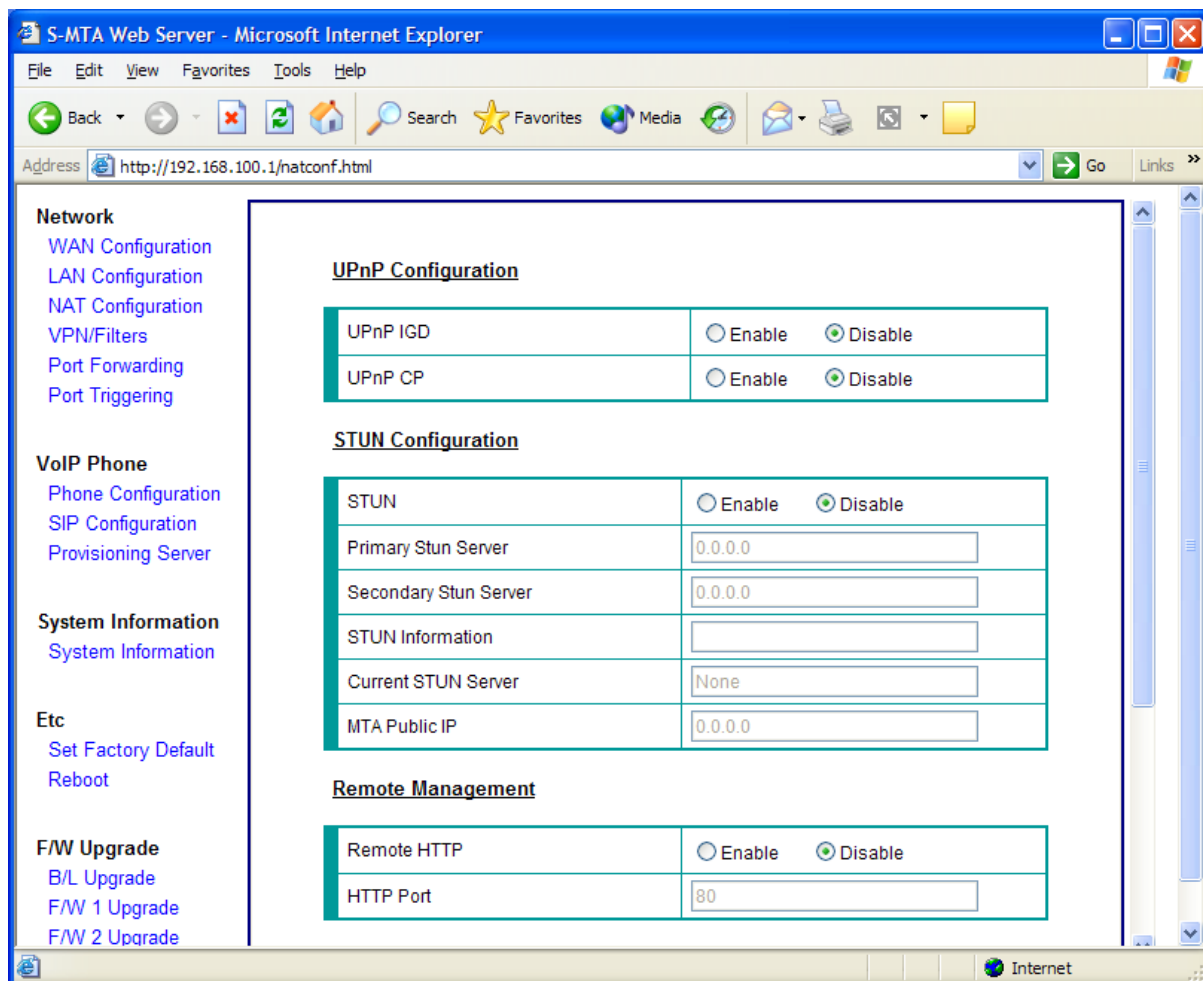 S-MTA Web Server - Microsoft Internet Explorer
File Edit View Favorites Tools Help
Back Search Favorites Media
Address http://192.168.100.1/natconf.html Go Links »
Network
WAN Configuration
LAN Configuration
NAT Configuration
VPN/Filters
Port Forwarding
Port Triggering
VoIP Phone
Phone Configuration
SIP Configuration
Provisioning Server
System Information
System Information
Etc
Set Factory Default
Reboot
F/W Upgrade
B/L Upgrade
F/W 1 Upgrade
F/W 2 Upgrade
UPnP Configuration
UPnP IGD Enable Disable
UPnP CP Enable Disable
STUN Configuration
STUN Enable Disable
Primary Stun Server 0.0.0.0
Secondary Stun Server 0.0.0.0
STUN Information
Current STUN Server None
MTA Public IP 0.0.0.0
Remote Management
Remote HTTP Enable Disable
HTTP Port 80
Internet